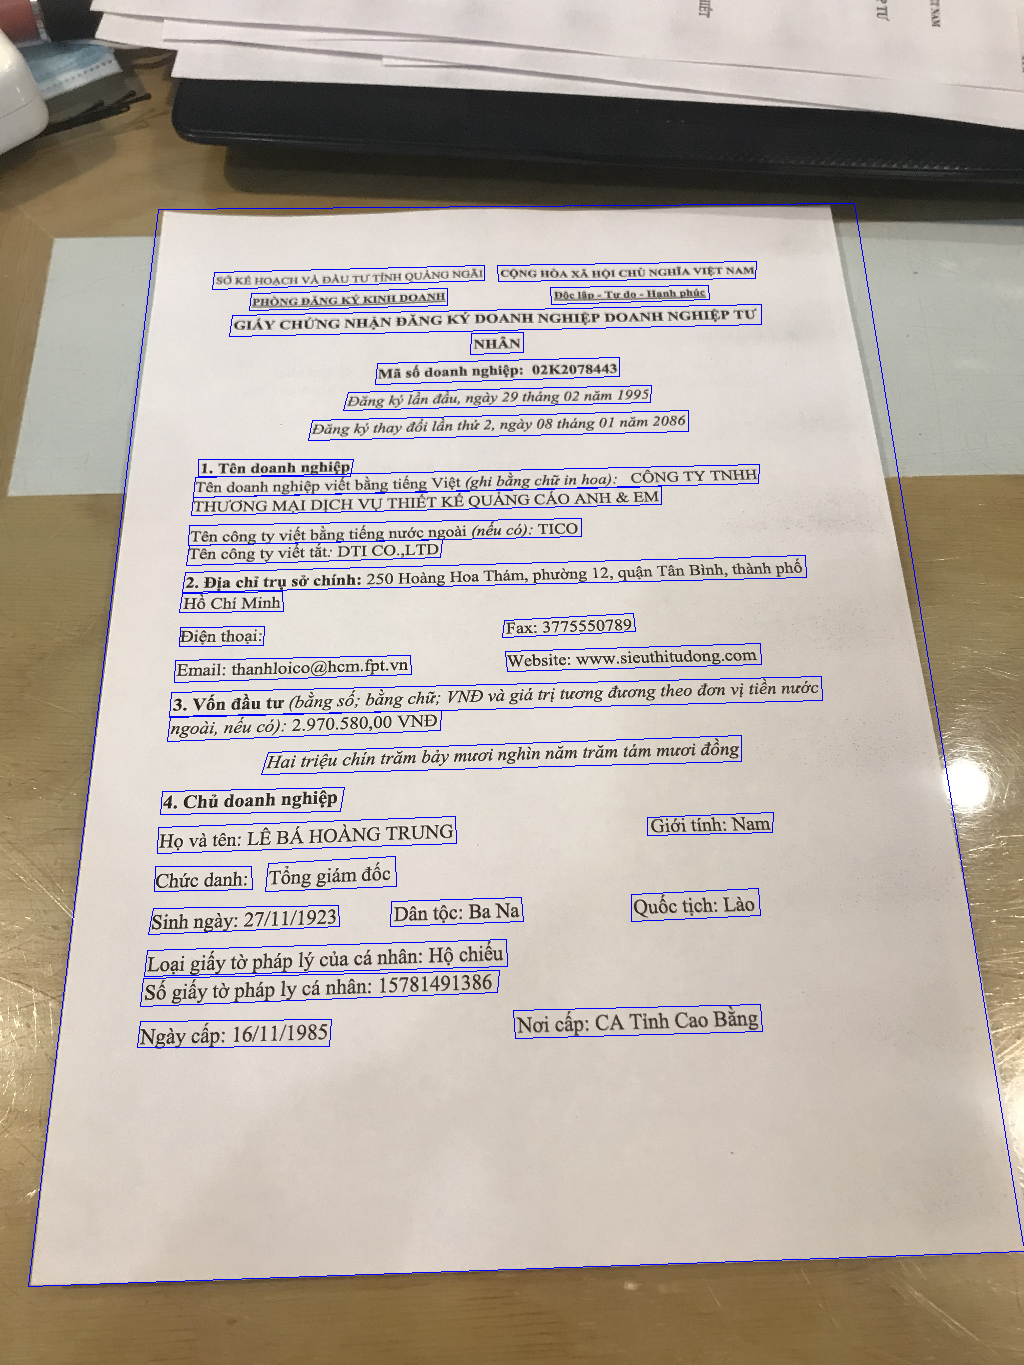 SỞ KẾ HOẠCH VÀ ĐẦU TƯ TỈNH QUẢNG NGÃI CỘNG HÒA XÃ HỘI CHỦ NGHĨA VIỆT NAM
PHÒNG ĐĂNG KÝ KINH DOANH Độc lập - Tự do - Hạnh phúc
GIẤY CHỨNG NHẬN ĐĂNG KÝ DOANH NGHIỆP DOANH NGHIỆP TƯ
NHÂN
Mã số doanh nghiệp: 02K2078443
Đăng ký lần đầu, ngày 29 tháng 02 năm 1995
Đăng ký thay đổi lần thứ 2, ngày 08 tháng 01 năm 2086
1. Tên doanh nghiệp
Tên doanh nghiệp viết bằng tiếng Việt (ghi bằng chữ in hoa): CÔNG TY TNHH
THƯƠNG MẠI DỊCH VỤ THIẾT KẾ QUẢNG CÁO ANH & EM
Tên công ty viết bằng tiếng nước ngoài (nếu có): TICO
Tên công ty viết tắt: DTI CO.,LTD
2. Địa chỉ trụ sở chính: 250 Hoàng Hoa Thám, phường 12, quận Tân Bình, thành phố
Hồ Chí Minh
Điện thoại: Fax: 3775550789
Email: thanhloico@hcm.fpt.vn Website: www.sieuthitudong.com
3. Vốn đầu tư (bằng số; bằng chữ; VNĐ và giá trị tương đương theo đơn vị tiền nước
ngoài, nếu có): 2.970.580,00 VNĐ
Hai triệu chín trăm bảy mươi nghìn năm trăm tám mươi đồng
4. Chủ doanh nghiệp
Họ và tên: LÊ BÁ HOÀNG TRUNG Giới tính: Nam
Chức danh: Tổng giám đốc
Sinh ngày: 27/11/1923 Dân tộc: Ba Na Quốc tịch: Lào
Loại giấy tờ pháp lý của cá nhân: Hộ chiếu
Số giấy tờ pháp ly cá nhân: 15781491386
Ngày cấp: 16/11/1985 Nơi cấp: CA Tỉnh Cao Bằng